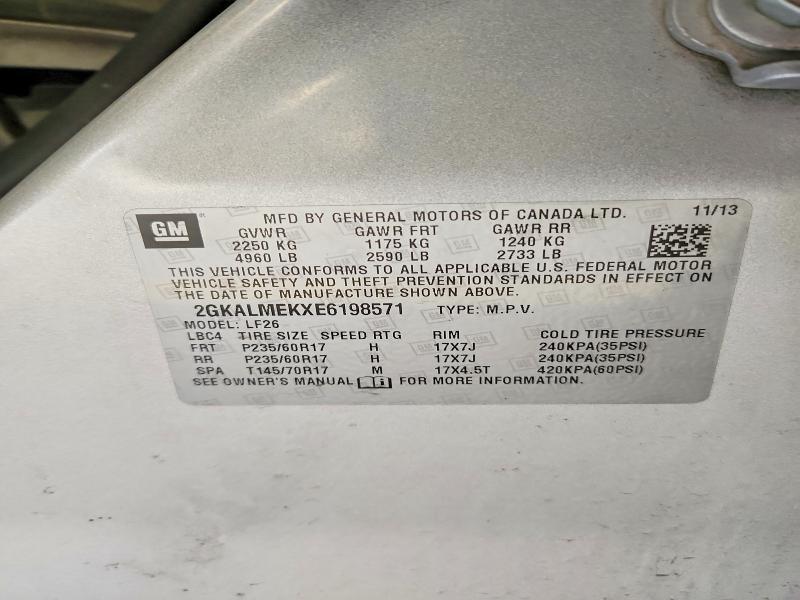 GM MFD BY GENERAL MOTORS OF CANADA LTD. 11/13
GVWR GAWR FRT GAWR RR
2250 KG 1175 KG 1240 KG
4960 LB 2590 LB 2733 LB
THIS VEHICLE CONFORMS TO ALL APPLICABLE U.S. FEDERAL MOTOR
VEHICLE SAFETY AND THEFT PREVENTION STANDARDS IN EFFECT ON
THE DATE OF MANUFACTURE SHOWN ABOVE.
2GKALMEKXE6198571 TYPE: M.P.V.
MODEL: LF26
LBC4 TIRE SIZE SPEED RTG RIM COLD TIRE PRESSURE
FRT P235/60R17 H 17X7J 240KPA(35PSI)
RR P235/60R17 H 17X7J 240KPA(35PSI)
SPA T145/70R17 M 17X4.5T 420KPA(60PSI)
SEE OWNER'S MANUAL FOR MORE INFORMATION.